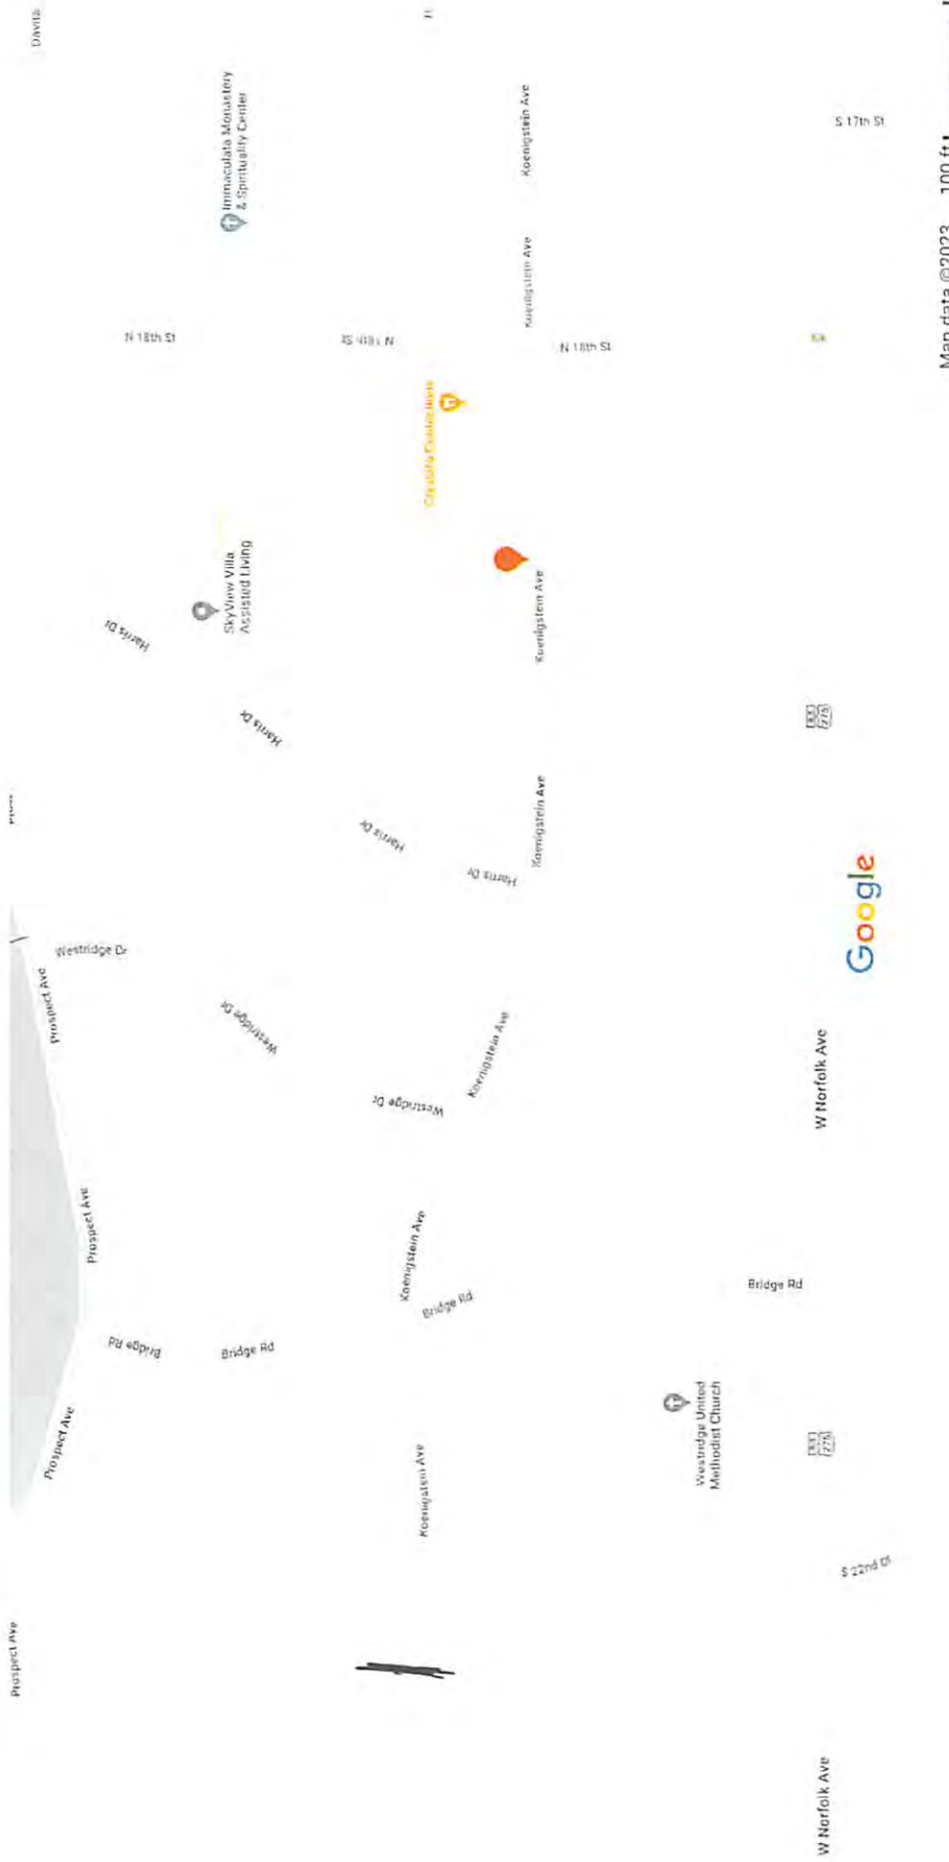 Prospect Ave
Prospect Ave
Prospect Ave
Prospect Ave
Davita
Bridge Rd
Westridge Dr
Harris Dr
N 18th St
Immaculata Monastery
& Spirituality Center
SkyView Villa
Assisted Living
Bridge Rd
Westridge Dr
Harris Dr
Koenigstein Ave
Koenigstein Ave
Bridge Rd
Westridge Dr
Harris Dr
N 18th St
Koenigstein Ave
Harris Dr
Koenigstein Ave
Koenigstein Ave
Koenigstein Ave
Koenigstein Ave
N 18th St
Westridge United
Methodist Church
Bridge Rd
W Norfolk Ave
275
W Norfolk Ave
275
S 17th St
Google
Map data ©2023
100 ft